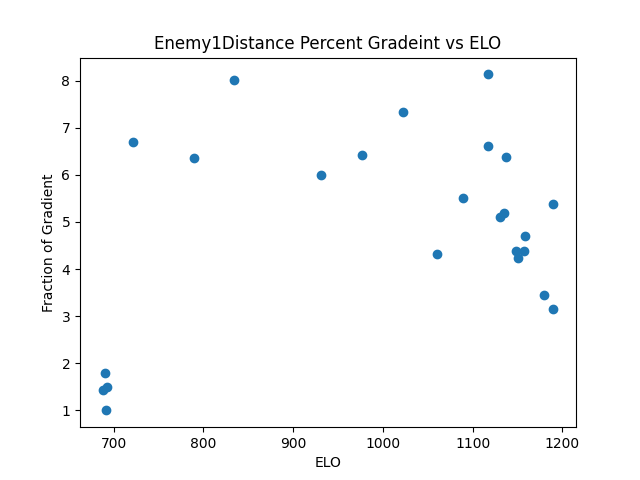 Enemy1Distance Percent Gradeint vs ELO
Fraction of Gradient
8
7
6
5
4
3
2
1
700 800 900 1000 1100 1200
ELO